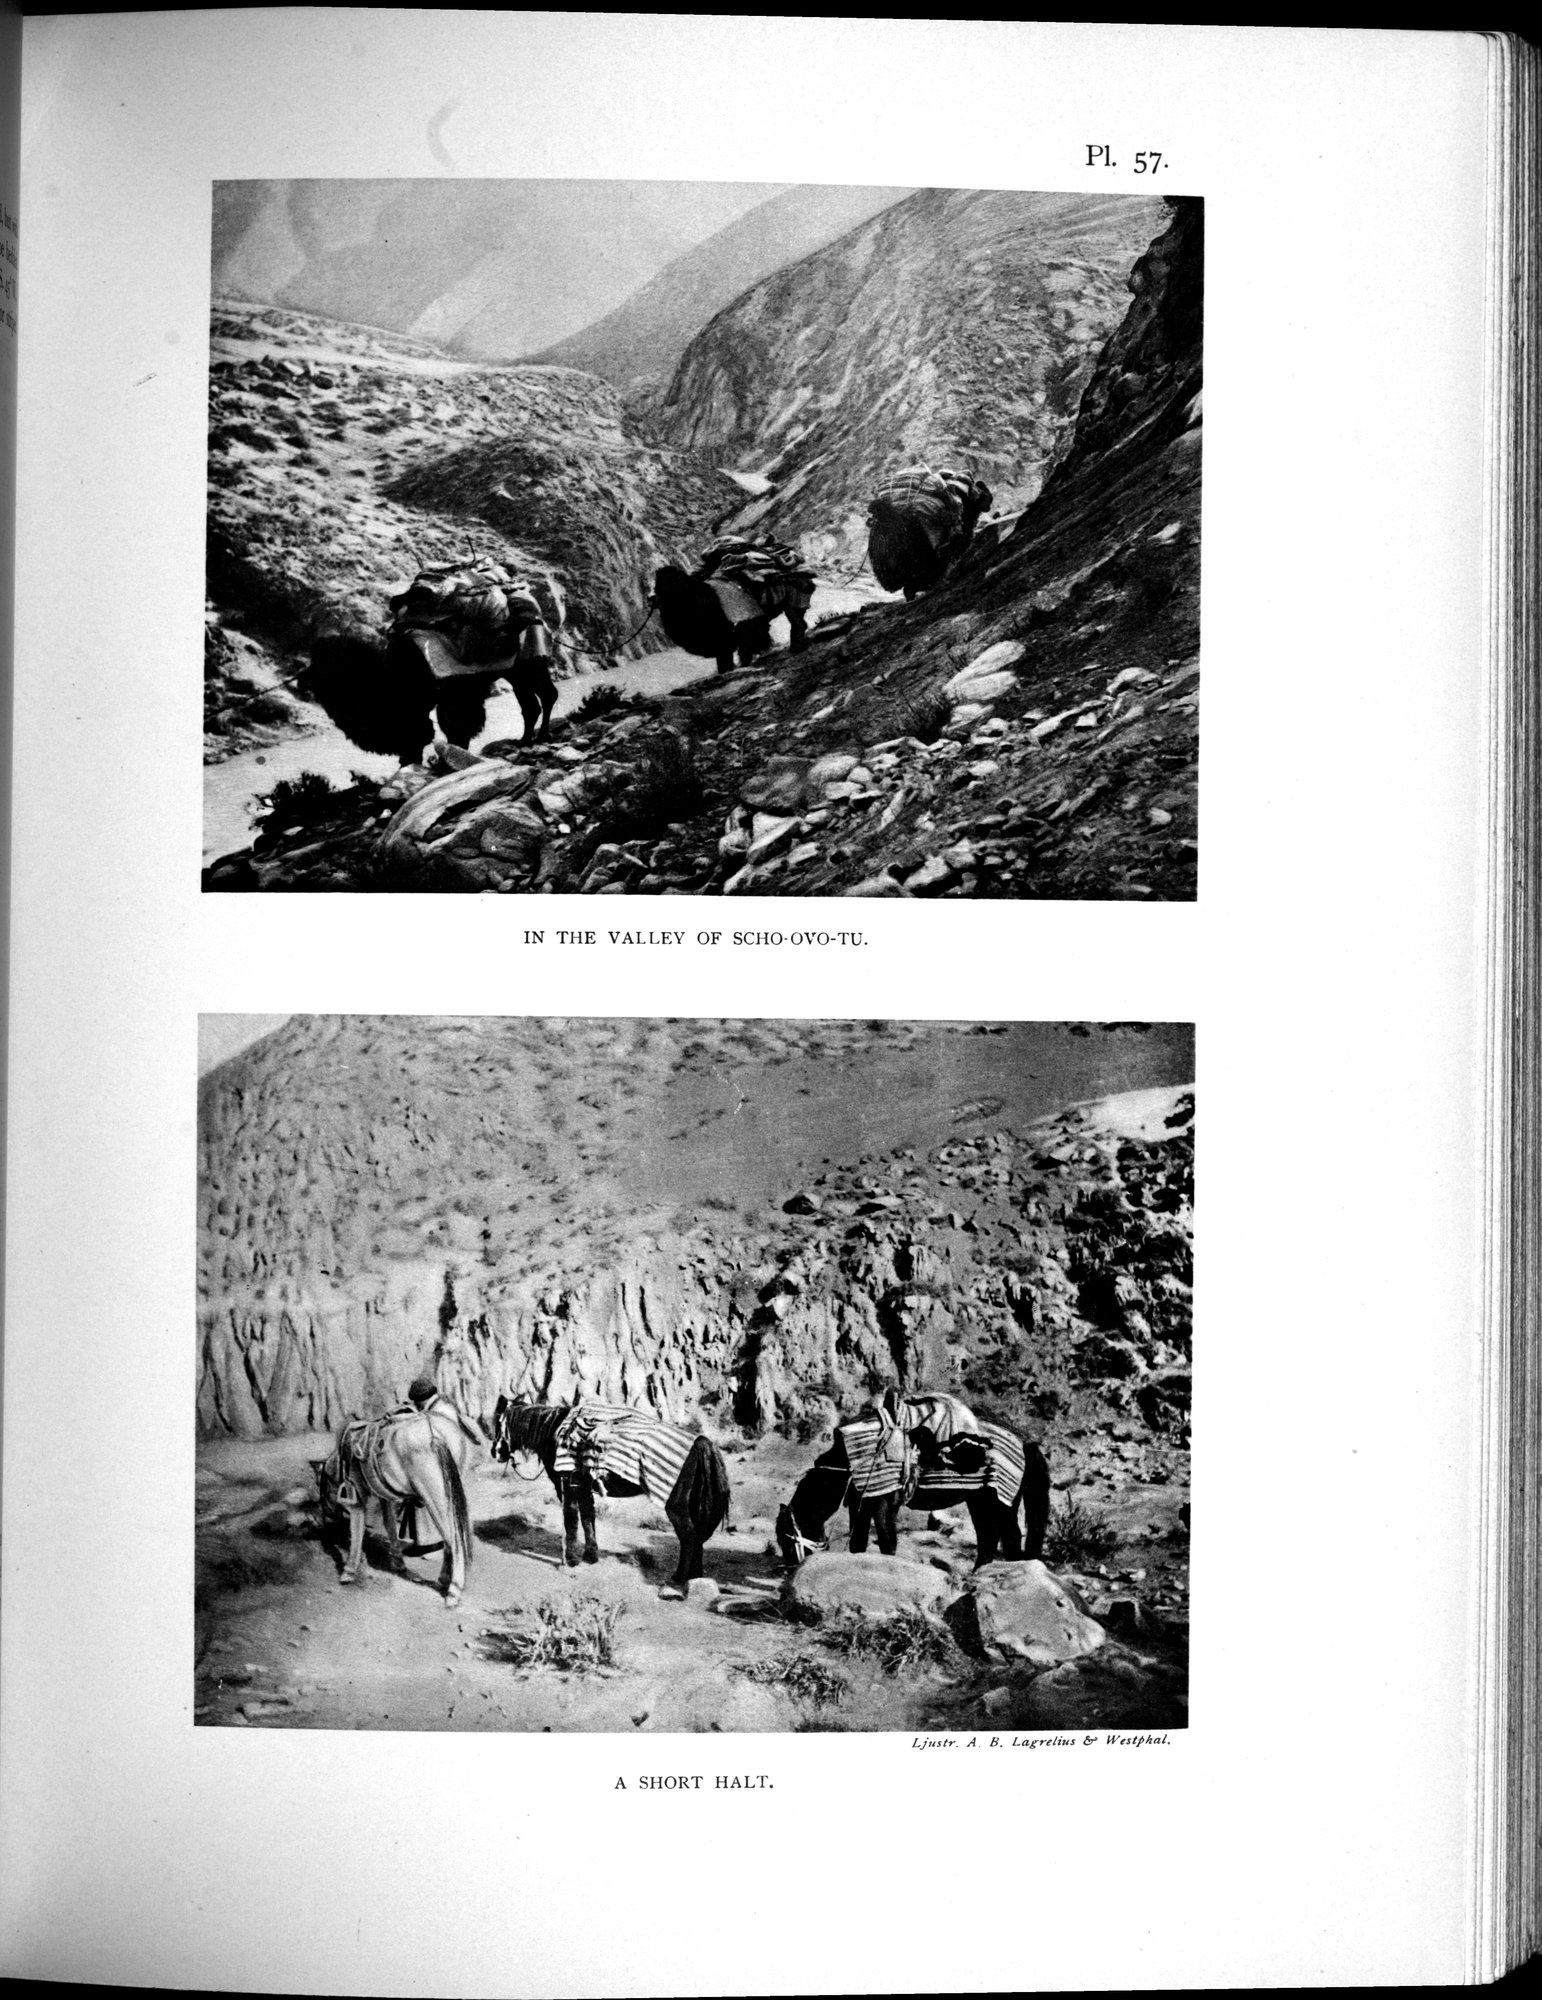 Pl. 57.
IN THE VALLEY OF SCHO-OVO-TU.
Ljustr. A. B. Lagrelius & Westphal.
A SHORT HALT.